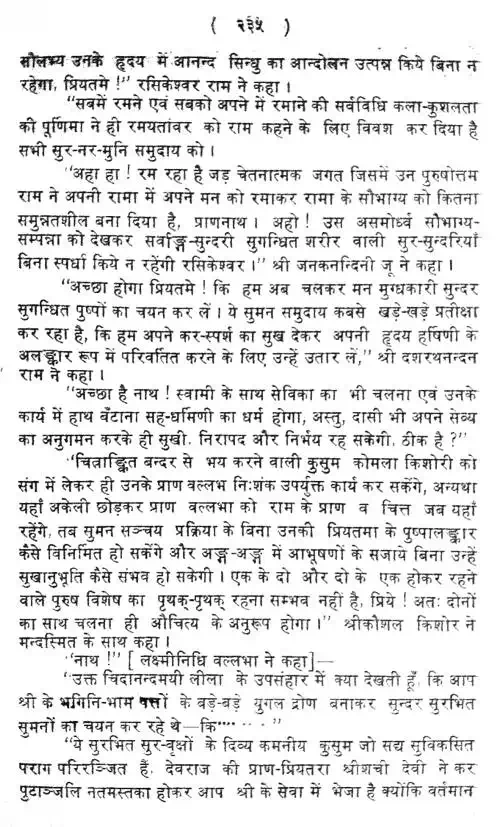 ( २३५ )
सौलभ्य उनके हृदय में आनन्द सिन्धु का आन्दोलन उत्पन्न किये बिना न
रहेगा, प्रियतमे !" रसिकेश्वर राम ने कहा ।
"सबमें रमने एवं सबको अपने में रमाने की सर्वविधि कला-कुशलता
की पूर्णिमा ने ही रमयतांवर को राम कहने के लिए विवश कर दिया है
सभी सुर-नर-मुनि समुदाय को ।
"अहा हा ! रम रहा है जड़ चेतनात्मक जगत जिसमें उन पुरुषोत्तम
राम ने अपनी रामा में अपने मन को रमाकर रामा के सौभाग्य को कितना
समुन्नतशील बना दिया है, प्राणनाथ । अहो ! उस असमोर्ध्व सौभाग्य-
सम्पन्ना को देखकर सर्वाङ्ग-सुन्दरी सुगन्धित शरीर वाली सुर-सुन्दरियाँ
बिना स्पर्धा किये न रहेंगी रसिकेश्वर ।" श्री जनकनन्दिनी जू ने कहा ।
"अच्छा होगा प्रियतमे ! कि हम अब चलकर मन मुग्धकारी सुन्दर
सुगन्धित पुष्पों का चयन कर लें । ये सुमन समुदाय कबसे खड़े-खड़े प्रतीक्षा
कर रहा है, कि हम अपने कर-स्पर्श का सुख देकर अपनी हृदय हर्षिणी के
अलङ्कार रूप में परिवर्तित करने के लिए उन्हें उतार लें," श्री दशरथनन्दन
राम ने कहा ।
"अच्छा है नाथ ! स्वामी के साथ सेविका का भी चलना एवं उनके
कार्य में हाथ बँटाना सह-धर्मिणी का धर्म होगा, अस्तु, दासी भी अपने सेव्य
का अनुगमन करके ही सुखी, निरापद और निर्भय रह सकेगी, ठीक है ?"
"चित्राङ्कित बन्दर से भय करने वाली कुसुम कोमला किशोरी को
संग में लेकर ही उनके प्राण वल्लभ निःशंक उपर्युक्त कार्य कर सकेंगे, अन्यथा
यहाँ अकेली छोड़कर प्राण वल्लभा को राम के प्राण व चित्त जब यहाँ
रहेंगे, तब सुमन सञ्चय प्रक्रिया के बिना उनकी प्रियतमा के पुष्पालङ्कार
कैसे विनिर्मित हो सकेंगे और अङ्ग-अङ्ग में आभूषणों के सजाये बिना उन्हें
सुखानुभूति कैसे संभव हो सकेगी । एक के दो और दो के एक होकर रहने
वाले पुरुष विशेष का पृथक्-पृथक् रहना सम्भव नहीं है, प्रिये ! अतः दोनों
का साथ चलना ही औचित्य के अनुरूप होगा ।" श्रीकौशल किशोर ने
मन्दस्मित के साथ कहा ।
"नाथ !" [ लक्ष्मीनिधि वल्लभा ने कहा ]—
"उक्त चिदानन्दमयी लीला के उपसंहार में क्या देखती हूँ, कि आप
श्री के भगिनि-भाम पत्तों के बड़े-बड़े युगल द्रोण बनाकर सुन्दर सुरभित
सुमनों का चयन कर रहे थे—कि........"
"ये सुरभित सुर-वृक्षों के दिव्य कमनीय कुसुम जो सद्य सुविकसित
पराग परिरञ्जित हैं, देवराज की प्राण-प्रियतरा श्रीशची देवी ने कर
पुटाञ्जलि नतमस्तका होकर आप श्री के सेवा में भेजा है क्योंकि वर्तमान